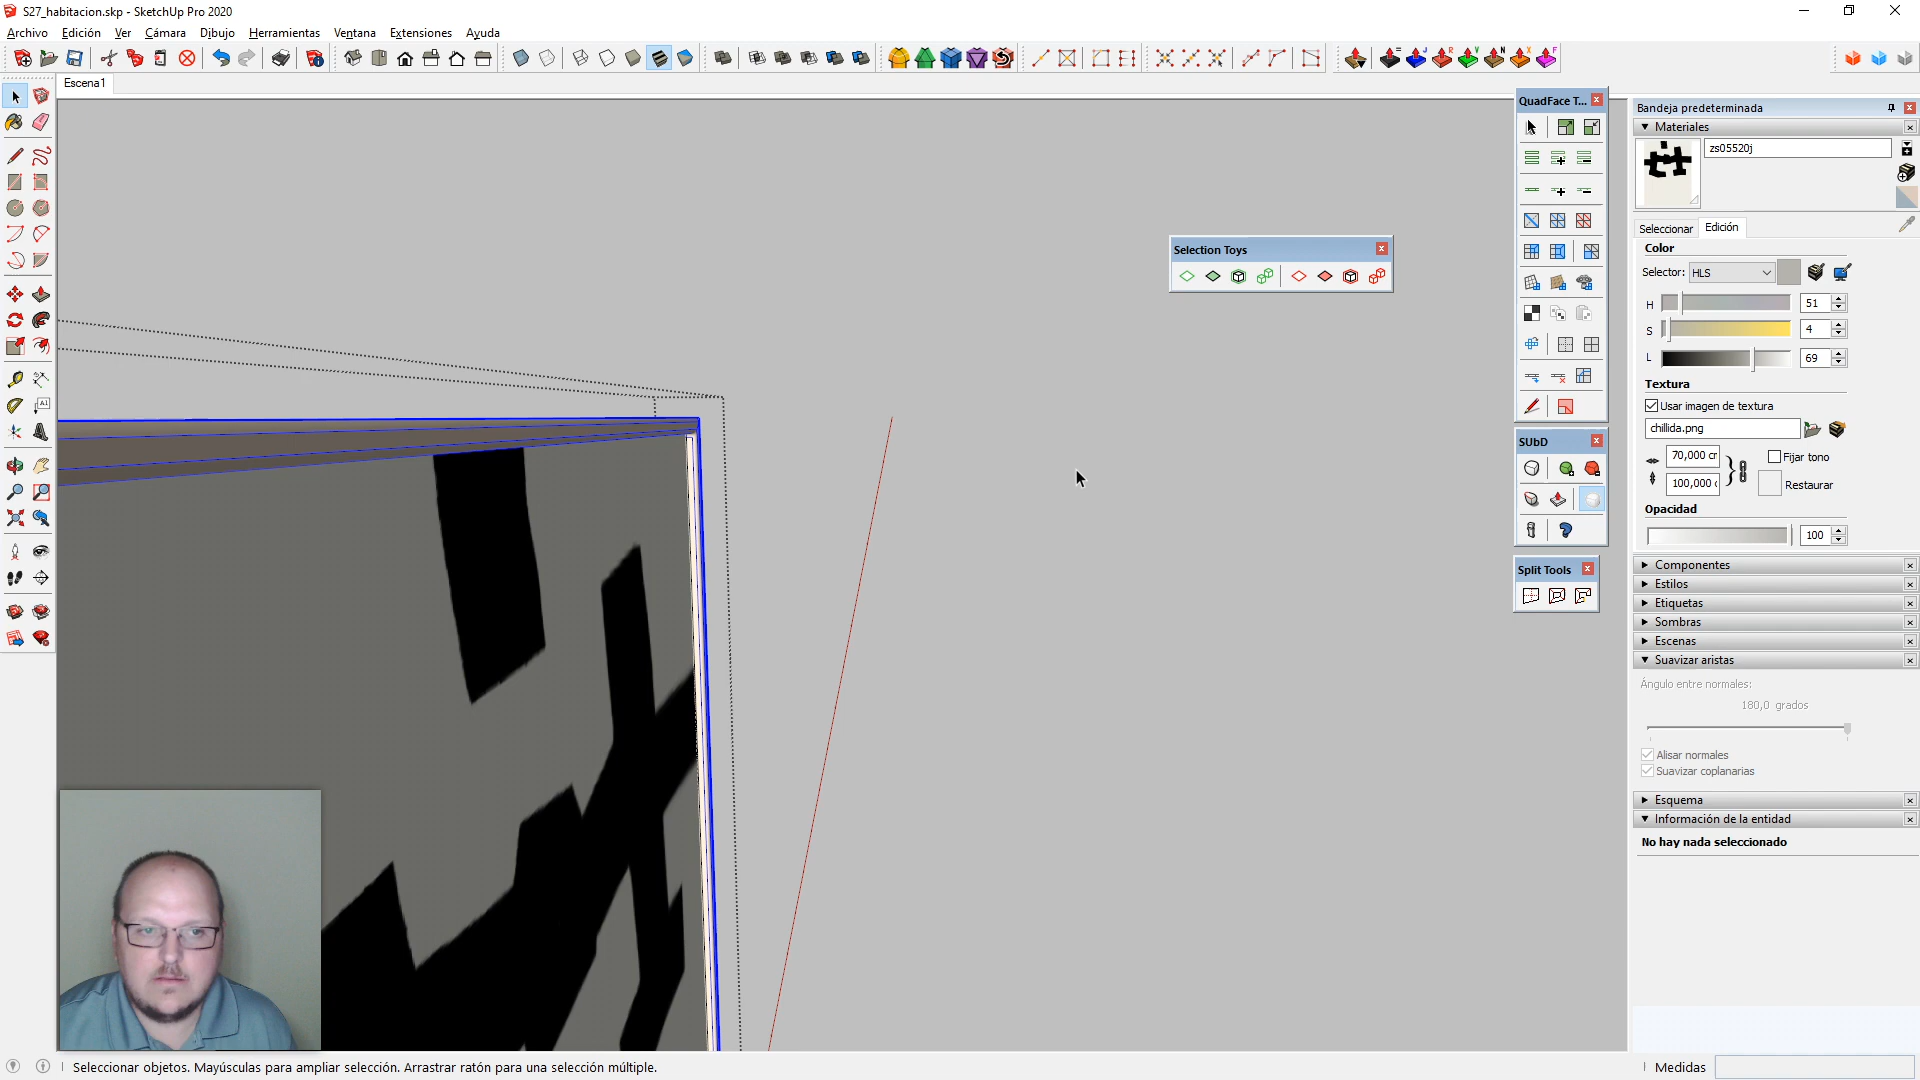 S27_habitacion.skp - SketchUp Pro 2020
Archivo Edición Ver Cámara Dibujo Herramientas Ventana Extensiones Ayuda
Escena1
QuadFace T...
Selection Toys
SUbD
Split Tools
Bandeja predeterminada
Materiales
zs05520j
Seleccionar Edición
Color
Selector: HLS
H 51
S 4
L 69
Textura
Usar imagen de textura
chillida.png
70,000 cr Fijar tono
100,000 Restaurar
Opacidad
100
Componentes
Estilos
Etiquetas
Sombras
Escenas
Suavizar aristas
Ángulo entre normales:
180,0 grados
Alisar normales
Suavizar coplanarias
Esquema
Información de la entidad
No hay nada seleccionado
Seleccionar objetos. Mayúsculas para ampliar selección. Arrastrar ratón para una selección múltiple.
Medidas